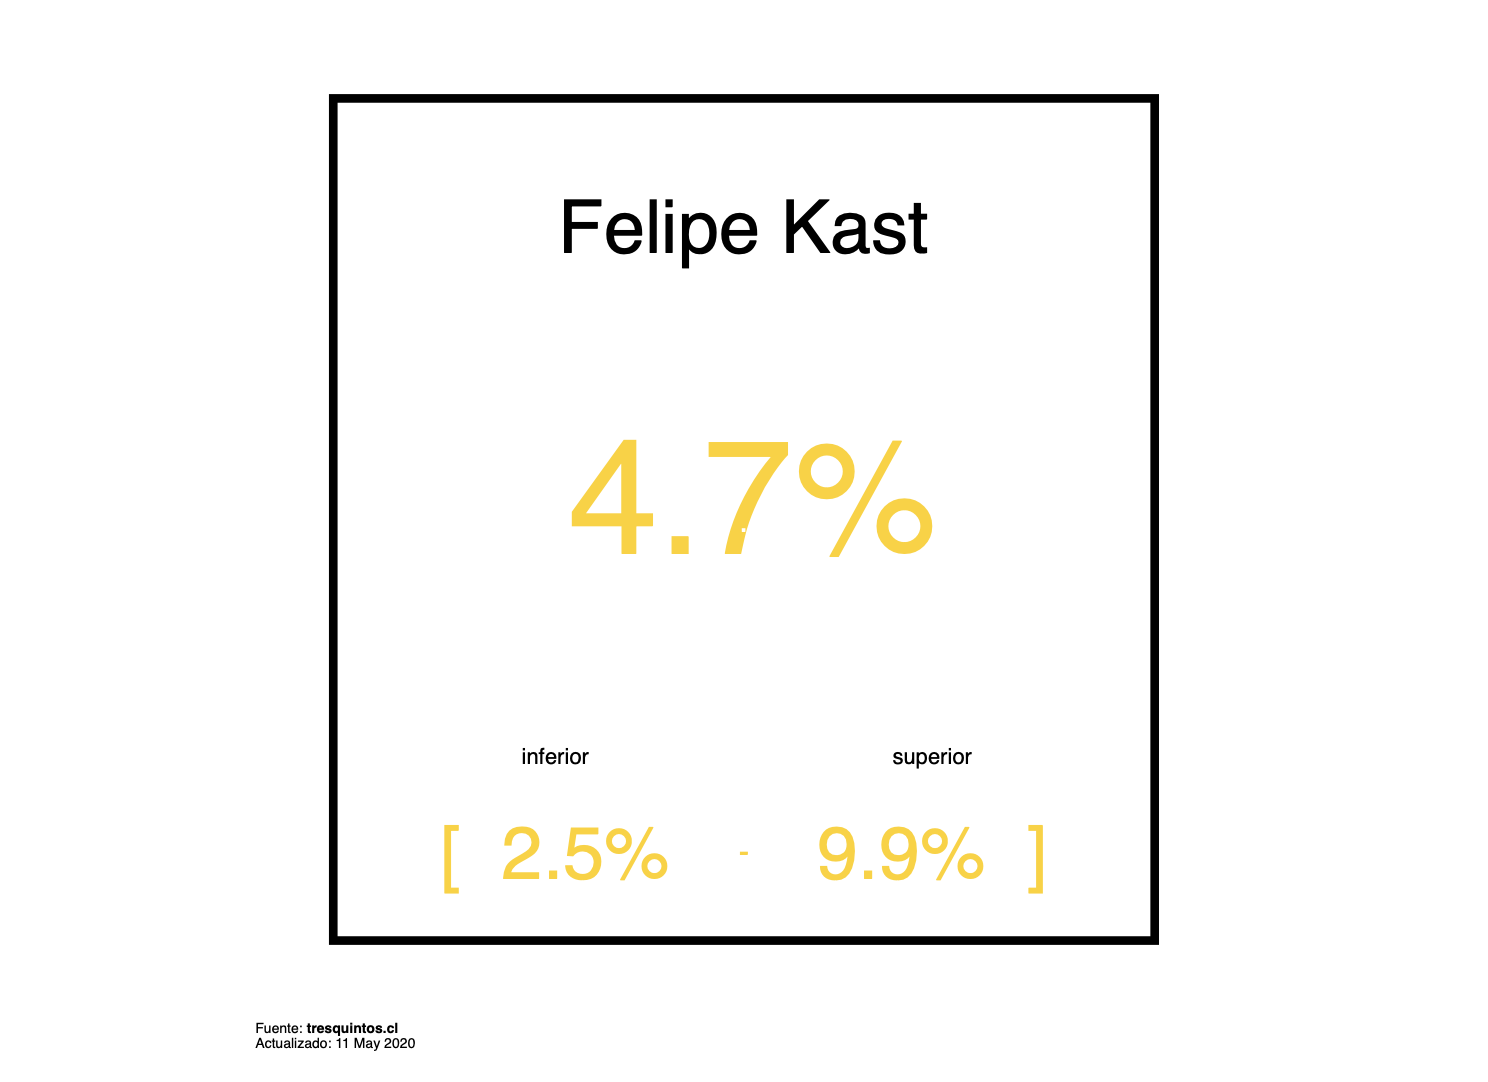 Felipe Kast
4.7%
inferior superior
[ 2.5% - 9.9% ]
Fuente: tresquintos.cl
Actualizado: 11 May 2020